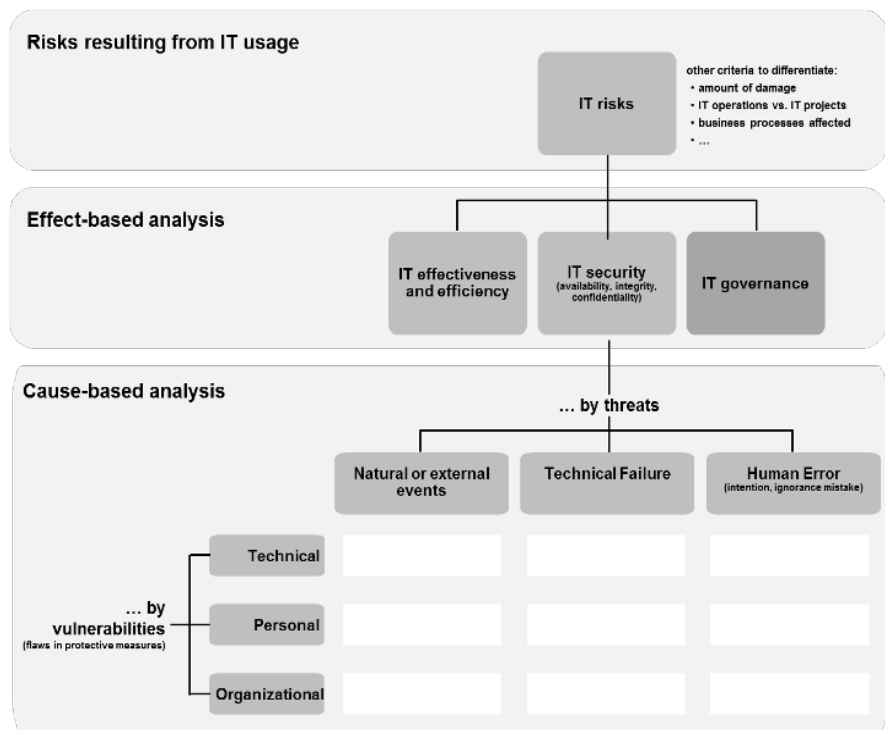 Risks resulting from IT usage
IT risks
other criteria to differentiate:
• amount of damage
• IT operations vs. IT projects
• business processes affected
• ...
Effect-based analysis
IT effectiveness
and efficiency
IT security
(availability, integrity,
confidentiality)
IT governance
Cause-based analysis
... by threats
Natural or external
events
Technical Failure
Human Error
(intention, ignorance mistake)
... by
vulnerabilities
(flaws in protective measures)
Technical
Personal
Organizational